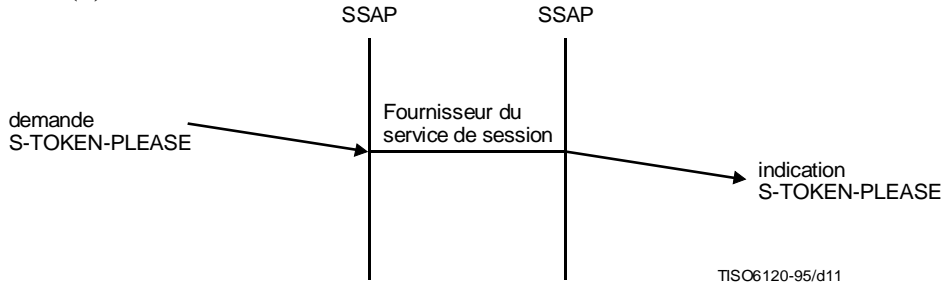 SSAP SSAP
demande
S-TOKEN-PLEASE
Fournisseur du
service de session
indication
S-TOKEN-PLEASE
TISO6120-95/d11